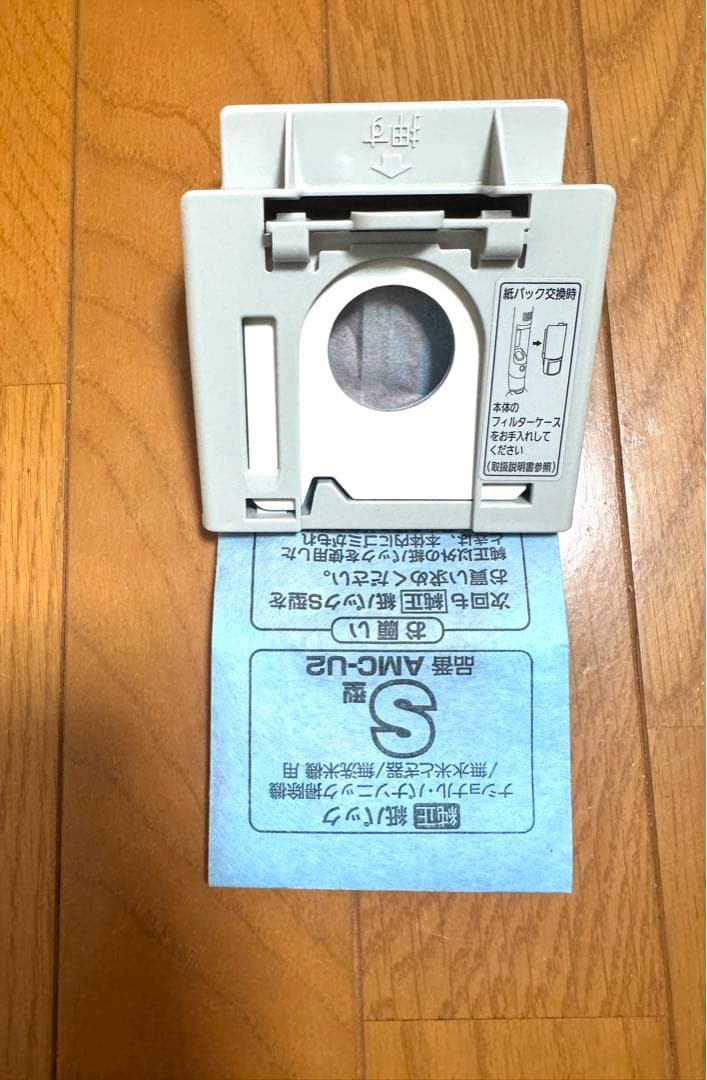 押す
紙パック交換時
本体の
フィルターケース
をお手入れして
ください
(取扱説明書参照)
純正 紙パック
ナショナル・パナソニック掃除機
/無水米とぎ器/無洗米機 用
S型
品番 AMC-U2
お願い
次回も 純正 紙パックS型を
お買い求めください。
純正以外の紙パックを使用した
ときは、本体内にゴミがもれ